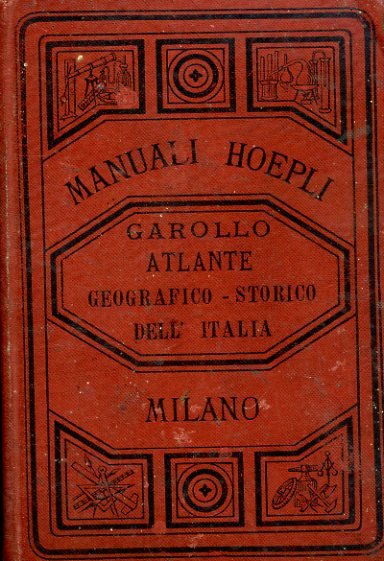 MANUALI HOEPLI
GAROLLO
ATLANTE
GEOGRAFICO - STORICO
DELL' ITALIA
MILANO